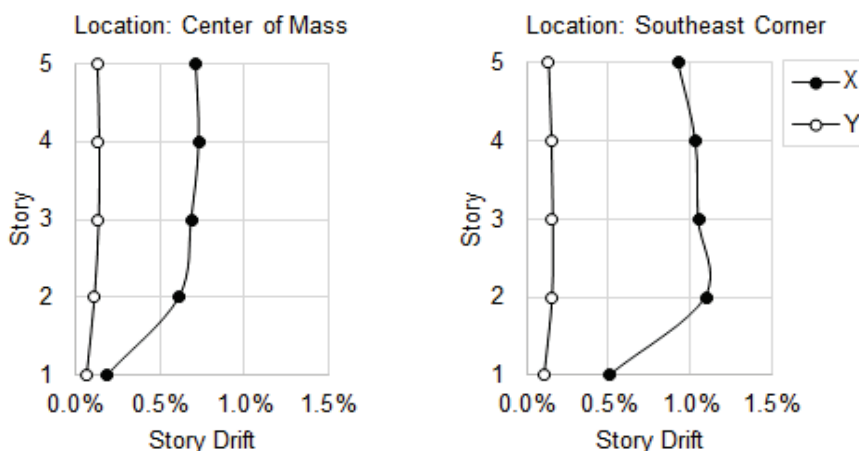 Location: Center of Mass
5
4
3
2
1
Story
0.0% 0.5% 1.0% 1.5%
Story Drift
Location: Southeast Corner
5
4
3
2
1
Story
0.0% 0.5% 1.0% 1.5%
Story Drift
X
Y